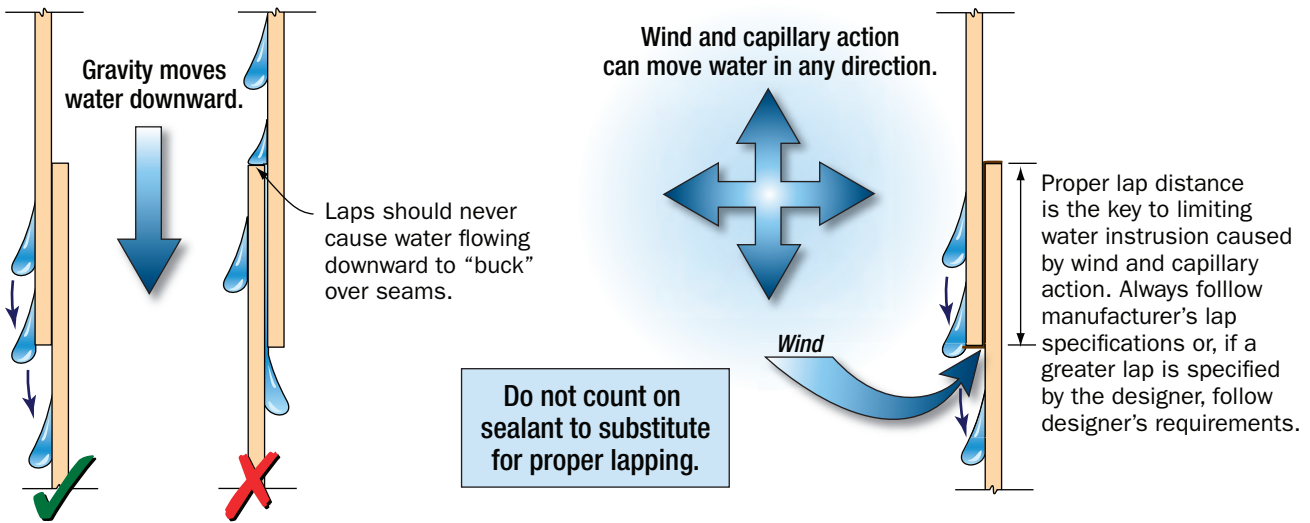 Gravity moves
water downward.
Laps should never
cause water flowing
downward to “buck”
over seams.
Wind and capillary action
can move water in any direction.
Wind
Do not count on
sealant to substitute
for proper lapping.
Proper lap distance
is the key to limiting
water instrusion caused
by wind and capillary
action. Always folllow
manufacturer’s lap
specifications or, if a
greater lap is specified
by the designer, follow
designer’s requirements.